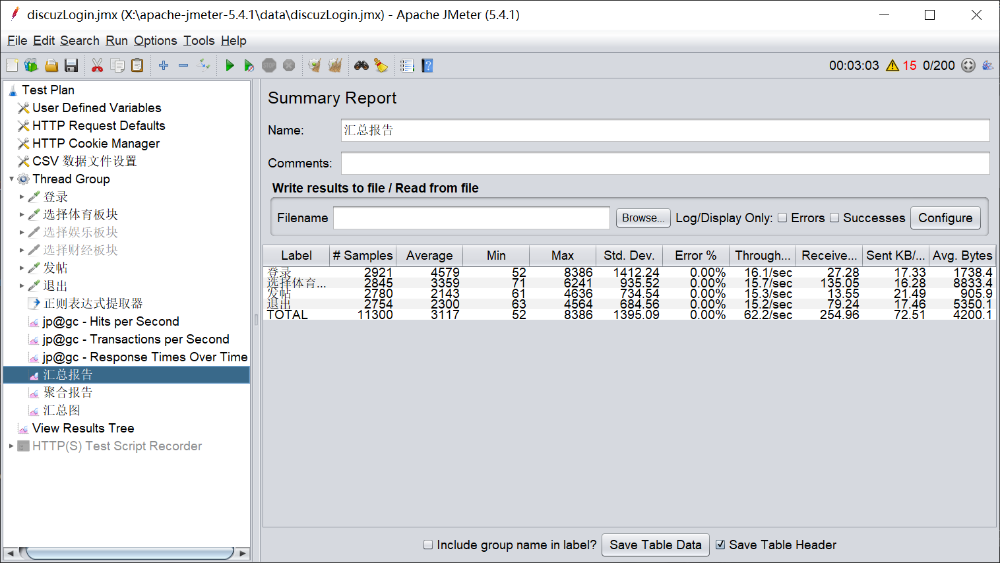 discuzLogin.jmx (X:\apache-jmeter-5.4.1\data\discuzLogin.jmx) - Apache JMeter (5.4.1)
File Edit Search Run Options Tools Help
00:03:03 15 0/200
Test Plan
User Defined Variables
HTTP Request Defaults
HTTP Cookie Manager
CSV 数据文件设置
Thread Group
登录
选择体育板块
选择娱乐板块
选择财经板块
发帖
退出
正则表达式提取器
jp@gc - Hits per Second
jp@gc - Transactions per Second
jp@gc - Response Times Over Time
汇总报告
聚合报告
汇总图
View Results Tree
HTTP(S) Test Script Recorder
Summary Report
Name: 汇总报告
Comments:
Write results to file / Read from file
Filename Browse... Log/Display Only: Errors Successes Configure
Label # Samples Average Min Max Std. Dev. Error % Through... Receive... Sent KB/... Avg. Bytes
登录 2921 4579 52 8386 1412.24 0.00% 16.1/sec 27.28 17.33 1738.4
选择体育... 2845 3359 71 6241 935.52 0.00% 15.7/sec 135.05 16.28 8833.4
发帖 2780 2143 61 4636 734.54 0.00% 15.3/sec 13.55 21.49 905.9
退出 2754 2300 63 4564 684.56 0.00% 15.2/sec 79.24 17.46 5350.1
TOTAL 11300 3117 52 8386 1395.09 0.00% 62.2/sec 254.96 72.51 4200.1
Include group name in label? Save Table Data Save Table Header